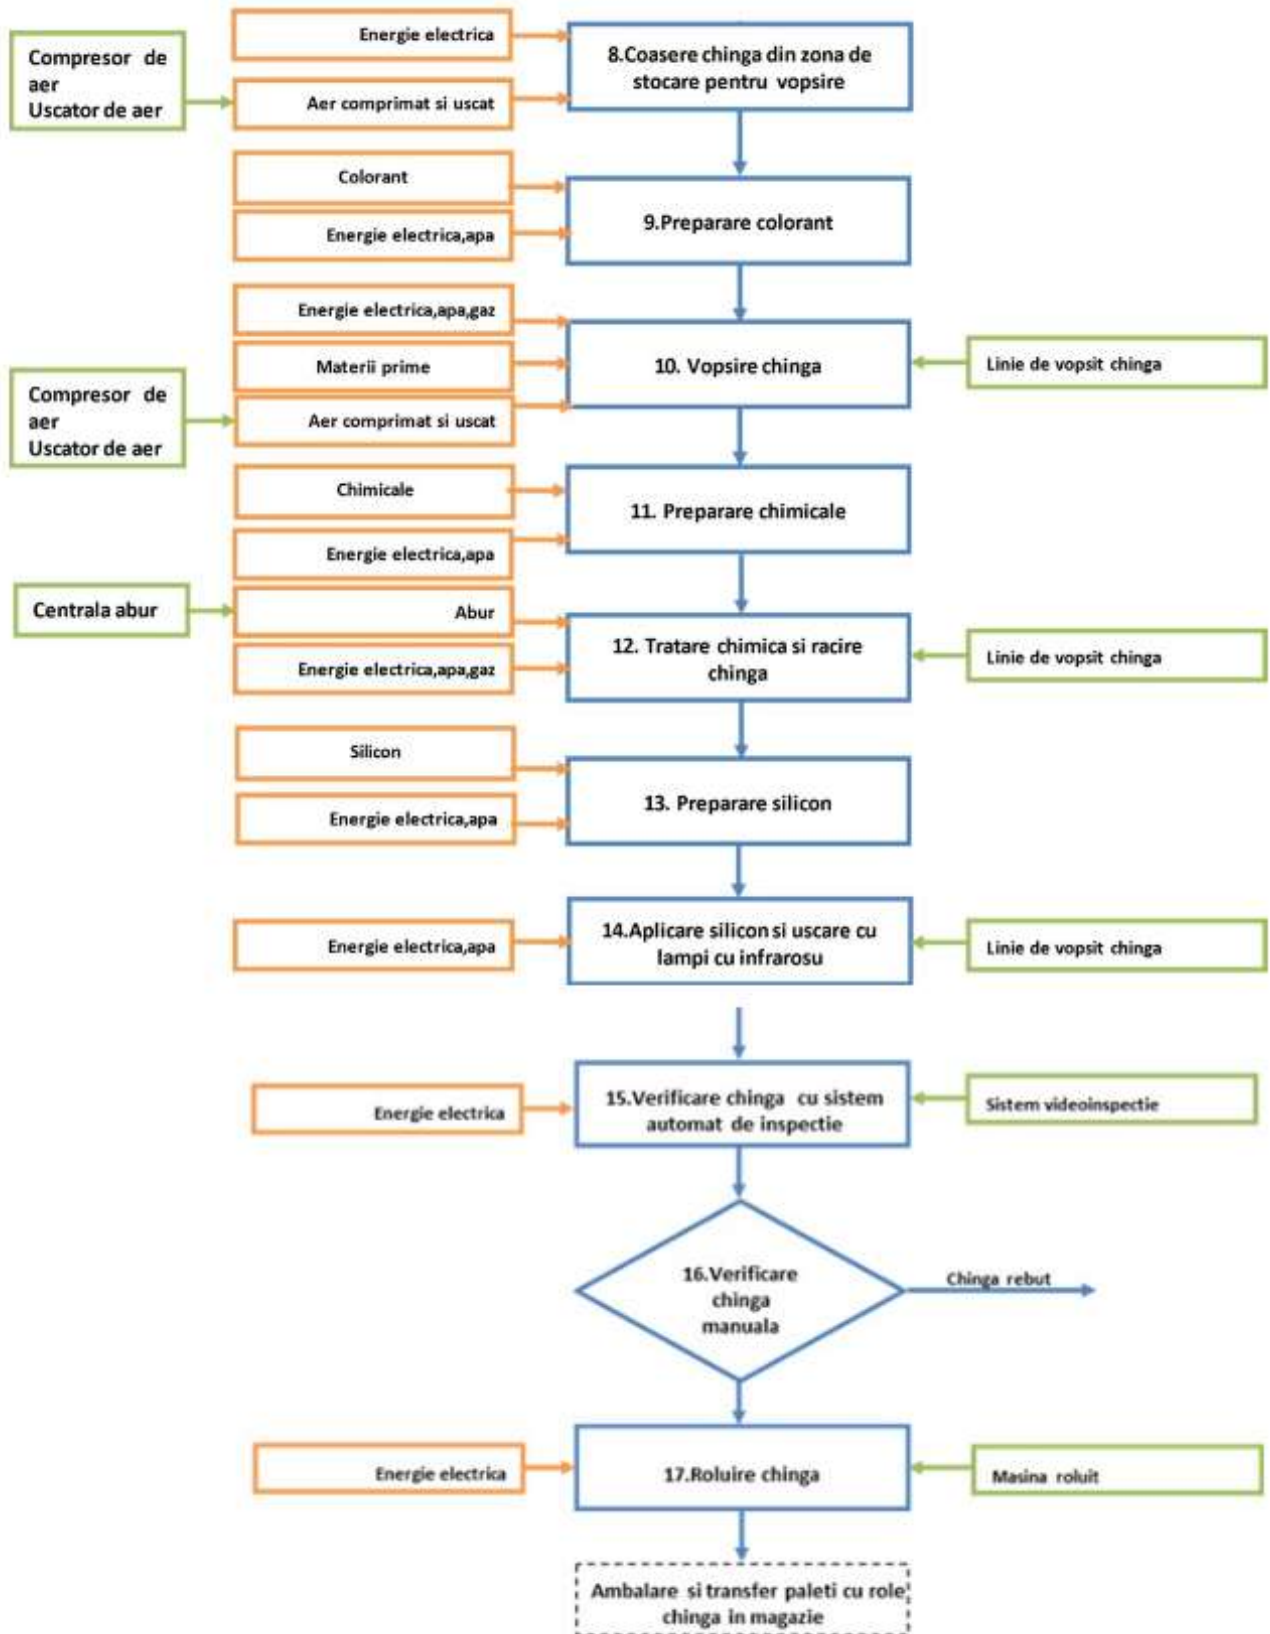 Energie electrica
Compresor de
aer
Uscator de aer
Aer comprimat si uscat
8.Coasere chinga din zona de
stocare pentru vopsire
Colorant
Energie electrica,apa
9.Preparare colorant
Energie electrica,apa,gaz
Materii prime
Compresor de
aer
Uscator de aer
Aer comprimat si uscat
10. Vopsire chinga
Linie de vopsit chinga
Chimicale
Energie electrica,apa
11. Preparare chimicale
Centrala abur
Abur
Energie electrica,apa,gaz
12. Tratare chimica si racire
chinga
Linie de vopsit chinga
Silicon
Energie electrica,apa
13. Preparare silicon
Energie electrica,apa
14.Aplicare silicon si uscare cu
lampi cu infrarosu
Linie de vopsit chinga
Energie electrica
15.Verificare chinga cu sistem
automat de inspectie
Sistem videoinspectie
16.Verificare
chinga
manuala
Chinga rebut
Energie electrica
17.Roluire chinga
Masina roluit
Ambalare si transfer paleti cu role
chinga in magazie